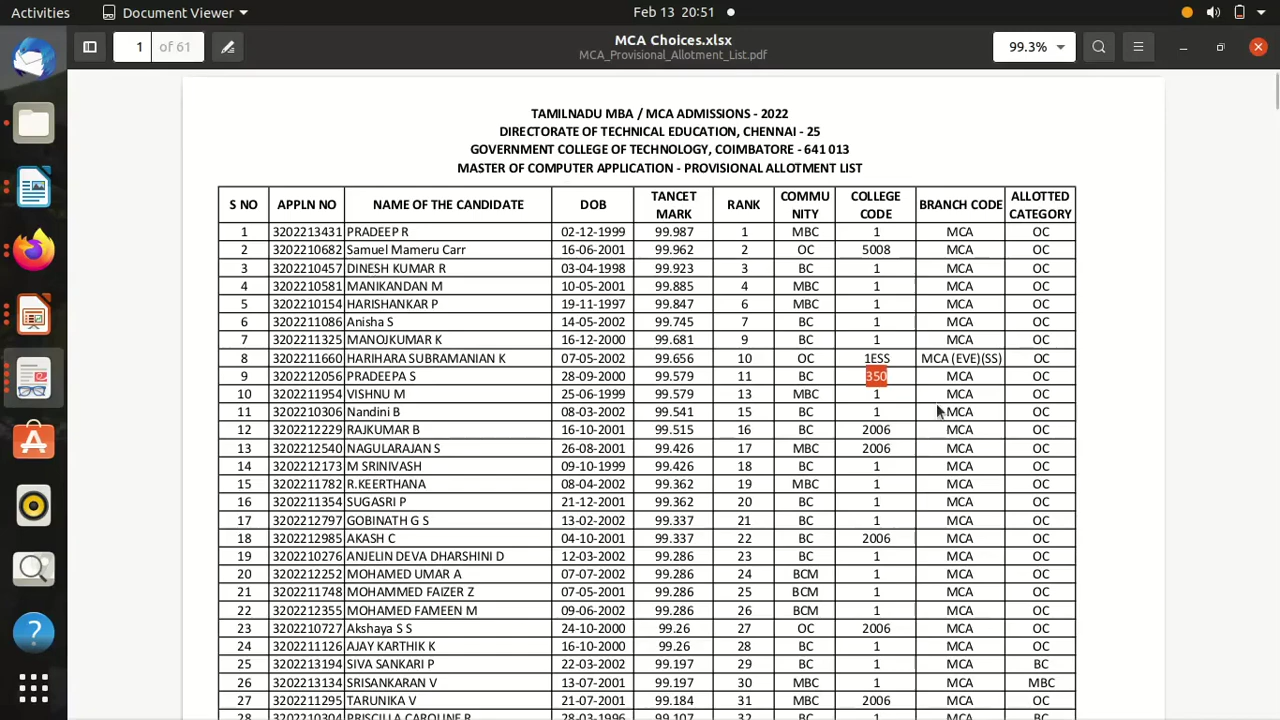 Activities Document Viewer Feb 13 20:51
1 of 61 MCA Choices.xlsx 99.3%
MCA_Provisional_Allotment_List.pdf
TAMILNADU MBA / MCA ADMISSIONS - 2022
DIRECTORATE OF TECHNICAL EDUCATION, CHENNAI - 25
GOVERNMENT COLLEGE OF TECHNOLOGY, COIMBATORE - 641 013
MASTER OF COMPUTER APPLICATION - PROVISIONAL ALLOTMENT LIST
S NO APPLN NO NAME OF THE CANDIDATE DOB TANCET MARK RANK COMMU NITY COLLEGE CODE BRANCH CODE ALLOTTED CATEGORY
1 3202213431 PRADEEP R 02-12-1999 99.987 1 MBC 1 MCA OC
2 3202210682 Samuel Mameru Carr 16-06-2001 99.962 2 OC 5008 MCA OC
3 3202210457 DINESH KUMAR R 03-04-1998 99.923 3 BC 1 MCA OC
4 3202210581 MANIKANDAN M 10-05-2001 99.885 4 MBC 1 MCA OC
5 3202210154 HARISHANKAR P 19-11-1997 99.847 6 MBC 1 MCA OC
6 3202211086 Anisha S 14-05-2002 99.745 7 BC 1 MCA OC
7 3202211325 MANOJKUMAR K 16-12-2000 99.681 9 BC 1 MCA OC
8 3202211660 HARIHARA SUBRAMANIAN K 07-05-2002 99.656 10 OC 1ESS MCA (EVE)(SS) OC
9 3202212056 PRADEEPA S 28-09-2000 99.579 11 BC 350 MCA OC
10 3202211954 VISHNU M 25-06-1999 99.579 13 MBC 1 MCA OC
11 3202210306 Nandini B 08-03-2002 99.541 15 BC 1 MCA OC
12 3202212229 RAJKUMAR B 16-10-2001 99.515 16 BC 2006 MCA OC
13 3202212540 NAGULARAJAN S 26-08-2001 99.426 17 MBC 2006 MCA OC
14 3202212173 M SRINIVASH 09-10-1999 99.426 18 BC 1 MCA OC
15 3202211782 R.KEERTHANA 08-04-2002 99.362 19 MBC 1 MCA OC
16 3202211354 SUGASRI P 21-12-2001 99.362 20 BC 1 MCA OC
17 3202212797 GOBINATH G S 13-02-2002 99.337 21 BC 1 MCA OC
18 3202212985 AKASH C 04-10-2001 99.337 22 BC 2006 MCA OC
19 3202210276 ANJELIN DEVA DHARSHINI D 12-03-2002 99.286 23 BC 1 MCA OC
20 3202212252 MOHAMED UMAR A 07-07-2002 99.286 24 BCM 1 MCA OC
21 3202211748 MOHAMMED FAIZER Z 07-05-2001 99.286 25 BCM 1 MCA OC
22 3202212355 MOHAMED FAMEEN M 09-06-2002 99.286 26 BCM 1 MCA OC
23 3202210727 Akshaya S S 24-10-2000 99.26 27 OC 2006 MCA OC
24 3202211126 AJAY KARTHIK K 16-10-2000 99.26 28 BC 1 MCA OC
25 3202213194 SIVA SANKARI P 22-03-2002 99.197 29 BC 1 MCA BC
26 3202213134 SRISANKARAN V 13-07-2001 99.197 30 MBC 1 MCA MBC
27 3202211295 TARUNIKA V 21-07-2001 99.184 31 MBC 2006 MCA OC
28 3202210304 PRISCILLA CAROLINE R 28-03-1996 99.107 32 BC 1 MCA BC